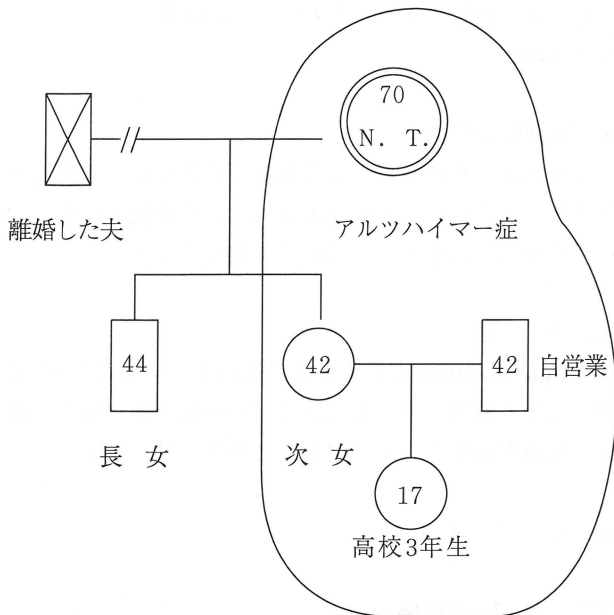 70
N. T.
離婚した夫
アルツハイマー症
44
42
42
自営業
長 女
次 女
17
高校3年生